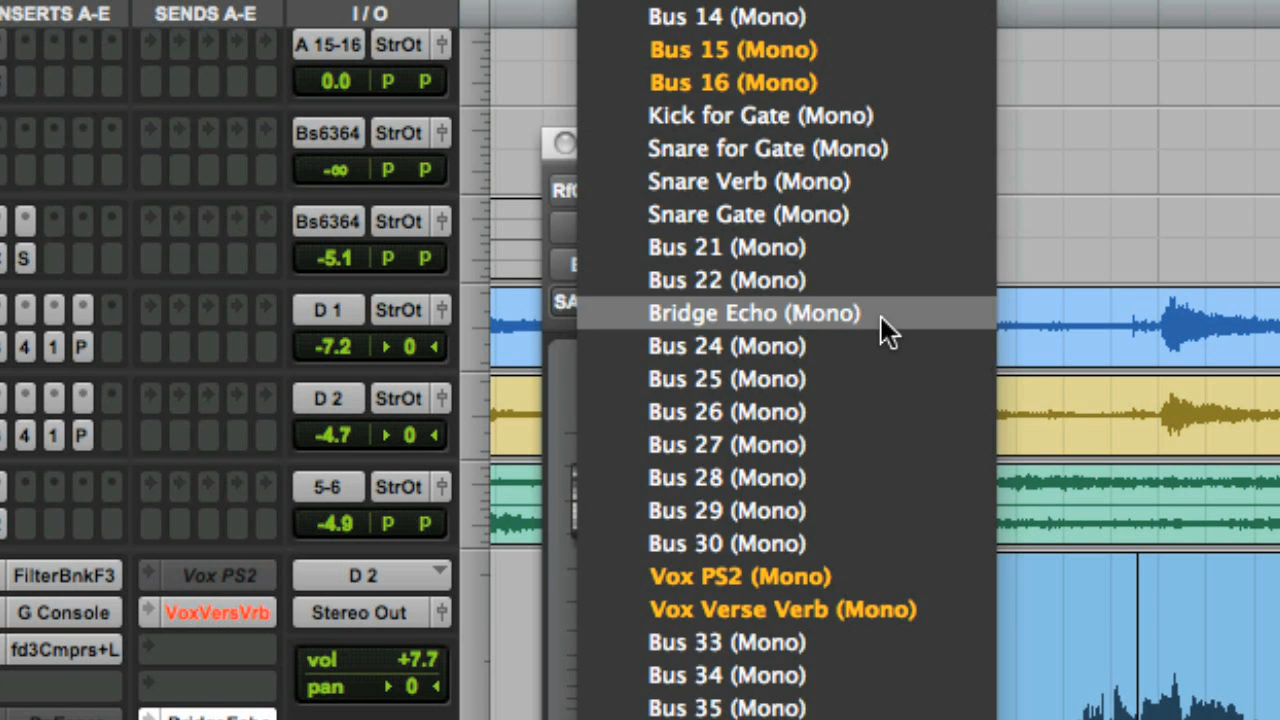 NSERTS A-E
SENDS A-E
I / O
A 15-16
StrOt
0.0
p
p
Bs6364
StrOt
-∞
p
p
Bs6364
StrOt
S
-5.1
p
p
D 1
StrOt
4
1
P
-7.2
0
D 2
StrOt
4
1
P
-4.7
0
5-6
StrOt
-4.9
p
p
FilterBnkF3
Vox PS2
D 2
G Console
VoxVersVrb
Stereo Out
fd3Cmprs+L
vol
+7.7
pan
0
Bus 14 (Mono)
Bus 15 (Mono)
Bus 16 (Mono)
Kick for Gate (Mono)
Snare for Gate (Mono)
Snare Verb (Mono)
Snare Gate (Mono)
Bus 21 (Mono)
Bus 22 (Mono)
Bridge Echo (Mono)
Bus 24 (Mono)
Bus 25 (Mono)
Bus 26 (Mono)
Bus 27 (Mono)
Bus 28 (Mono)
Bus 29 (Mono)
Bus 30 (Mono)
Vox PS2 (Mono)
Vox Verse Verb (Mono)
Bus 33 (Mono)
Bus 34 (Mono)
Bus 35 (Mono)